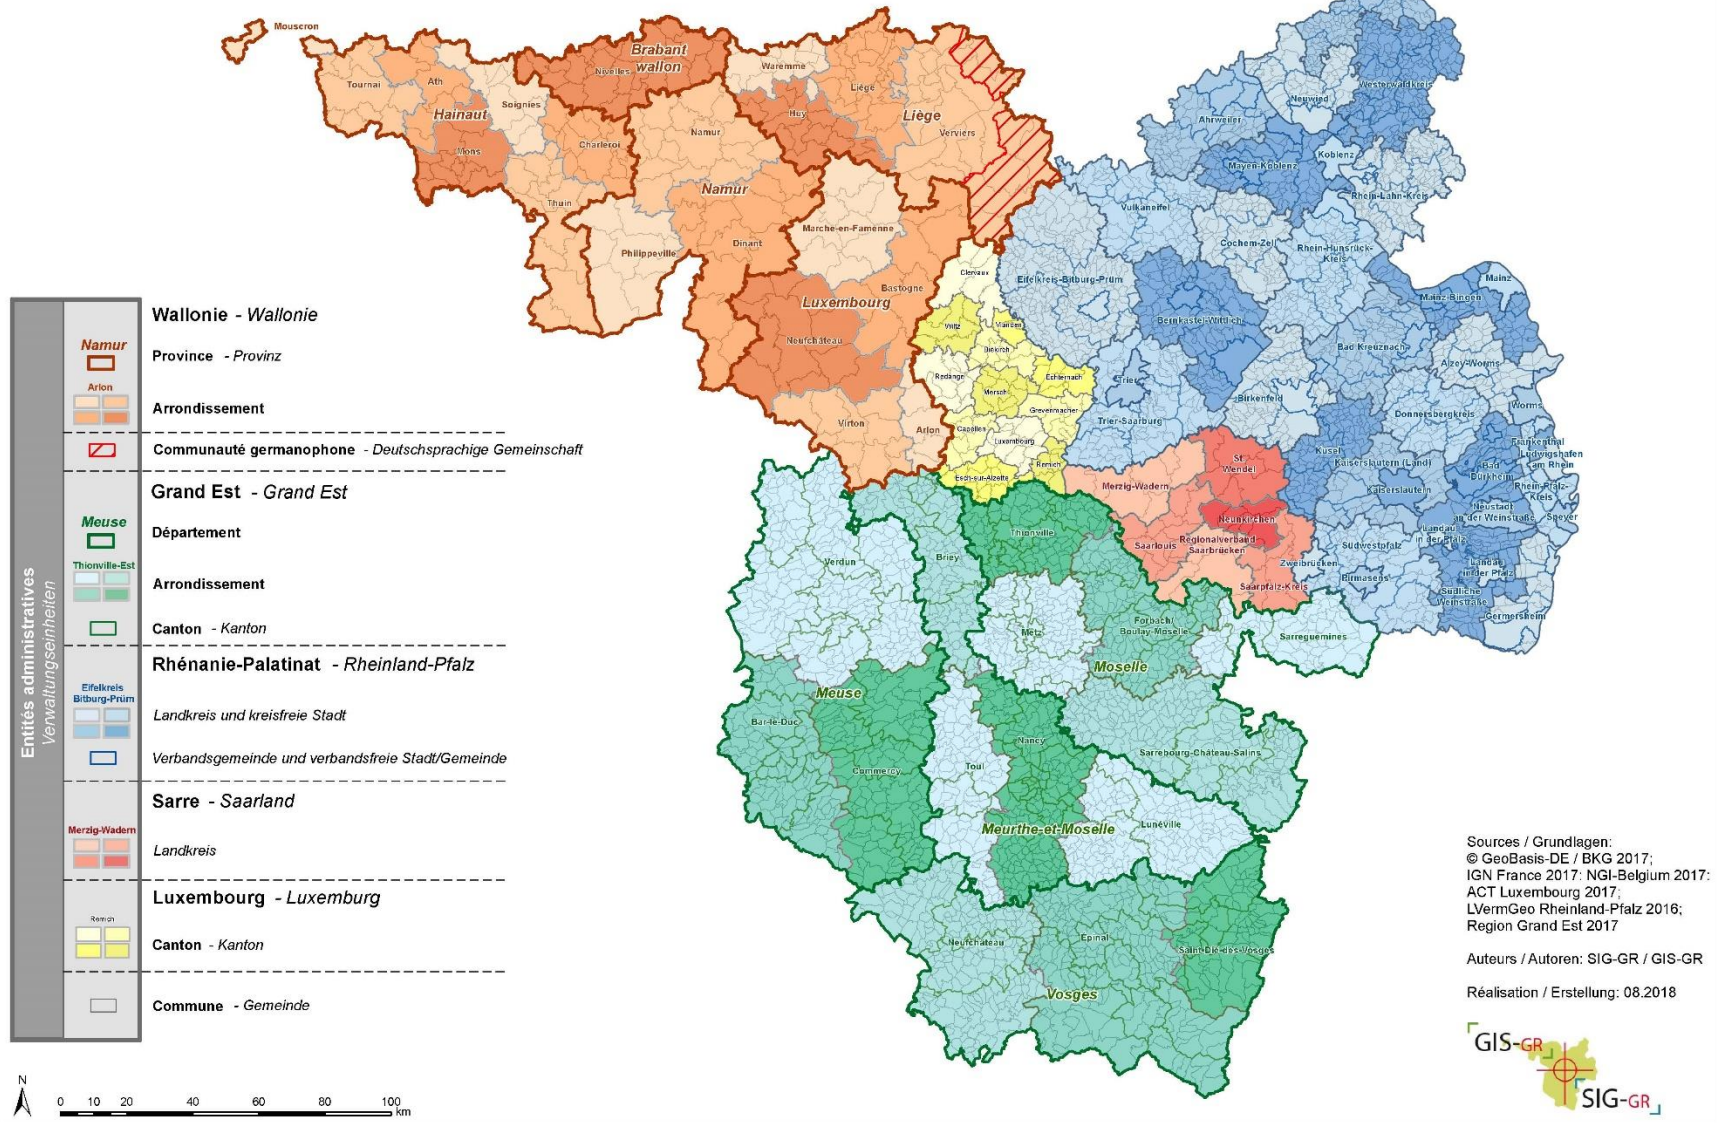 Mouscron
Tournai
Ath
Hainaut
Soignies
Mons
Brabant
wallon
Nivelles
Charleroi
Thuin
Waremme
Huy
Liège
Liège
Verviers
Namur
Namur
Dinant
Philippeville
Marche-en-Famenne
Bastogne
Luxembourg
Neufchâteau
Virton
Arlon
Clervaux
Wiltz
Vianden
Diekirch
Redange
Mersch
Echternach
Grevenmacher
Capellen
Luxembourg
Remich
Esch-sur-Alzette
Neuwied
Westerwaldkreis
Ahrweiler
Mayen-Koblenz
Koblenz
Rhein-Lahn-Kreis
Vulkaneifel
Cochem-Zell
Rhein-Hunsrück-
Kreis
Eifelkreis-Bitburg-Prüm
Bernkastel-Wittlich
Mainz
Mainz-Bingen
Bad Kreuznach
Alzey-Worms
Trier
Trier-Saarburg
Birkenfeld
Donnersbergkreis
Worms
Kusel
Kaiserslautern (Land)
Kaiserslautern
Bad
Dürkheim
Frankenthal
Ludwigshafen
am Rhein
Rhein-Pfalz-
Kreis
Neustadt
an der Weinstraße
Speyer
Landau
in der Pfalz
Landau
in der Pfalz
Südwestpfalz
Zweibrücken
Pirmasens
Südliche
Weinstraße
Germersheim
Merzig-Wadern
St
Wendel
Neunkirchen
Saarlouis
Regionalverband
Saarbrücken
Saarpfalz-Kreis
Verdun
Briey
Thionville
Metz
Forbach/
Boulay-Moselle
Moselle
Sarreguemines
Meuse
Bar-le-Duc
Commercy
Toul
Nancy
Sarrebourg-Château-Salins
Meurthe-et-Moselle
Lunéville
Neufchâteau
Epinal
Saint-Dié-des-Vosges
Vosges
Entités administratives
Verwaltungseinheiten
Wallonie - Wallonie
Namur
Province - Provinz
Arlon
Arrondissement
Communauté germanophone - Deutschsprachige Gemeinschaft
Grand Est - Grand Est
Meuse
Département
Thionville-Est
Arrondissement
Canton - Kanton
Rhénanie-Palatinat - Rheinland-Pfalz
Eifelkreis
Bitburg-Prüm
Landkreis und kreisfreie Stadt
Verbandsgemeinde und verbandsfreie Stadt/Gemeinde
Sarre - Saarland
Merzig-Wadern
Landkreis
Luxembourg - Luxemburg
Remich
Canton - Kanton
Commune - Gemeinde
N
0 10 20 40 60 80 100
km
Sources / Grundlagen:
© GeoBasis-DE / BKG 2017;
IGN France 2017: NGI-Belgium 2017:
ACT Luxembourg 2017;
LVermGeo Rheinland-Pfalz 2016;
Region Grand Est 2017
Auteurs / Autoren: SIG-GR / GIS-GR
Réalisation / Erstellung: 08.2018
GIS-GR
SIG-GR